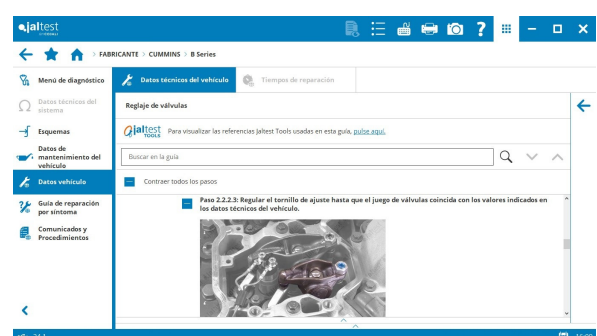 jaltest
FABRICANTE > CUMMINS > B Series
Menú de diagnóstico
Datos técnicos del sistema
Esquemas
Datos de mantenimiento del vehículo
Datos vehículo
Guía de reparación por síntoma
Comunicados y Procedimientos
Datos técnicos del vehículo
Tiempos de reparación
Reglaje de válvulas
jaltest TOOLS
Para visualizar las referencias Jaltest Tools usadas en esta guía, pulse aquí.
Buscar en la guía
Contraer todos los pasos
Paso 2.2.2.3: Regular el tornillo de ajuste hasta que el juego de válvulas coincida con los valores indicados en
los datos técnicos del vehículo.